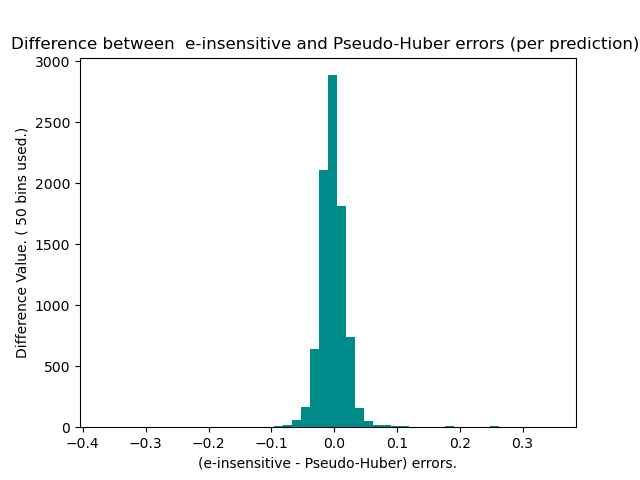 Difference between  e-insensitive and Pseudo-Huber errors (per prediction)
3000
2500
2000
1500
1000
500
0
Difference Value. ( 50 bins used.)
−0.4 −0.3 −0.2 −0.1 0.0 0.1 0.2 0.3
(e-insensitive - Pseudo-Huber) errors.